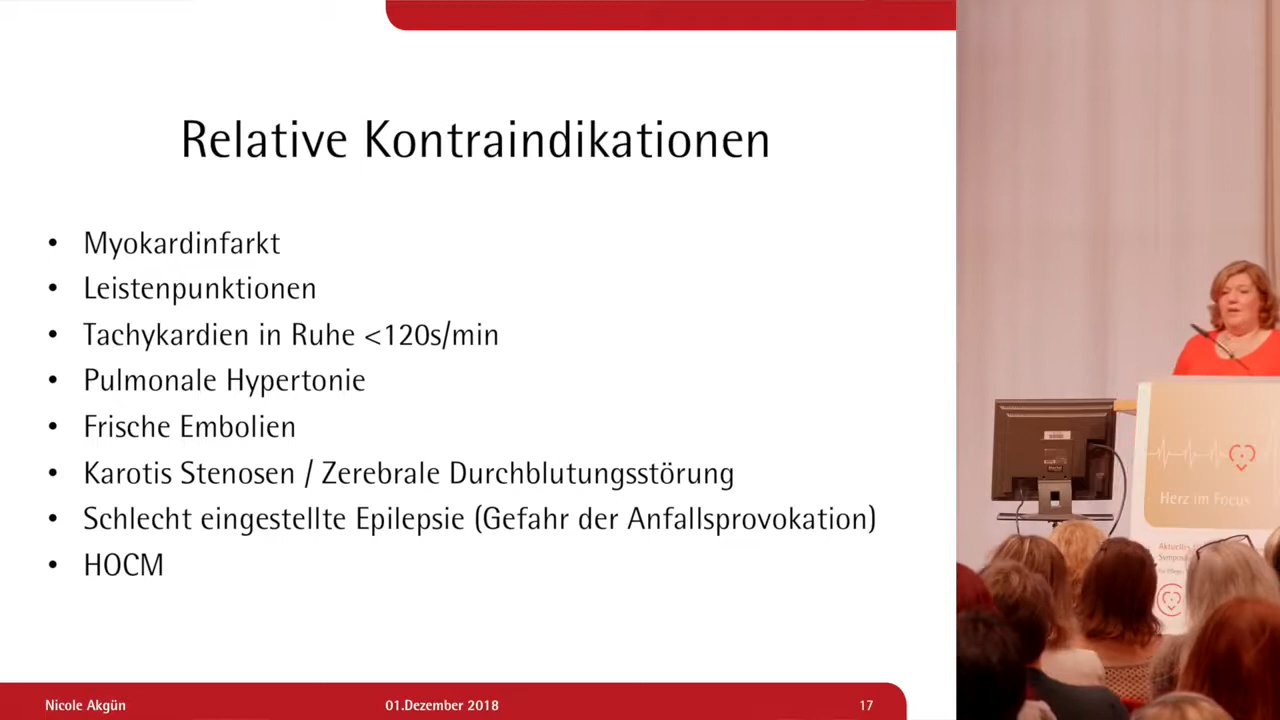 Relative Kontraindikationen
• Myokardinfarkt
• Leistenpunktionen
• Tachykardien in Ruhe <120s/min
• Pulmonale Hypertonie
• Frische Embolien
• Karotis Stenosen / Zerebrale Durchblutungsstörung
• Schlecht eingestellte Epilepsie (Gefahr der Anfallsprovokation)
• HOCM
Nicole Akgün
01.Dezember 2018
17
Herz im Focus